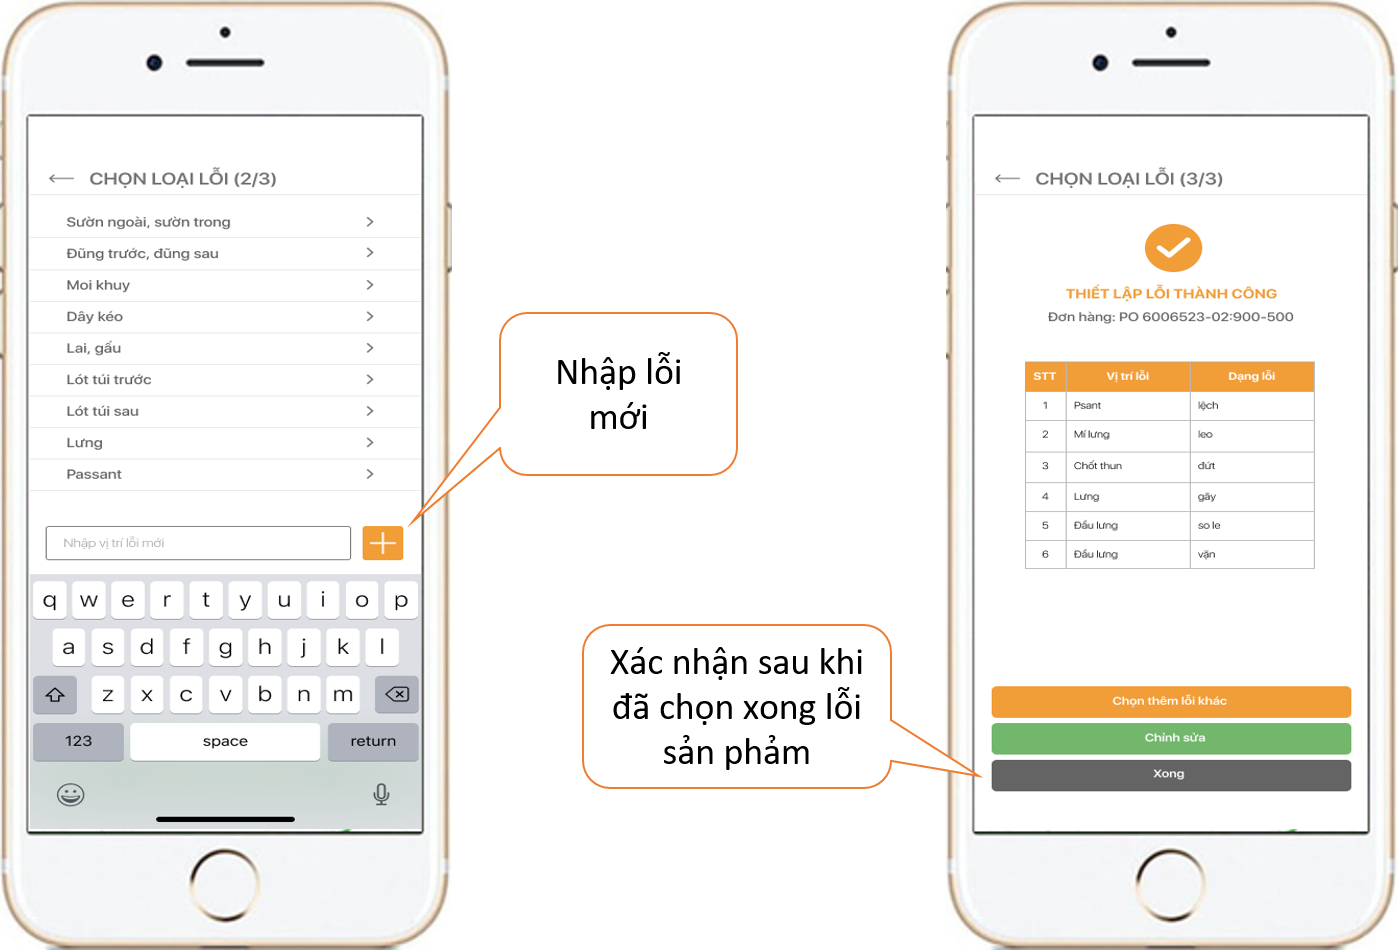 CHỌN LOẠI LỖI (2/3)
Sườn ngoài, sườn trong
Đũng trước, đũng sau
Moi khuy
Dây kéo
Lai, gấu
Lót túi trước
Lót túi sau
Lưng
Passant
Nhập vị trí lỗi mới
q w e r t y u i o p
a s d f g h j k l
z x c v b n m
123 space return
Nhập lỗi
mới
Xác nhận sau khi
đã chọn xong lỗi
sản phảm
CHỌN LOẠI LỖI (3/3)
THIẾT LẬP LỖI THÀNH CÔNG
Đơn hàng: PO 6006523-02:900-500
STT Vị trí lỗi Dạng lỗi
1 Psant lệch
2 Mí lưng leo
3 Chốt thun đứt
4 Lưng gãy
5 Đầu lưng so le
6 Đầu lưng vặn
Chọn thêm lỗi khác
Chỉnh sửa
Xong